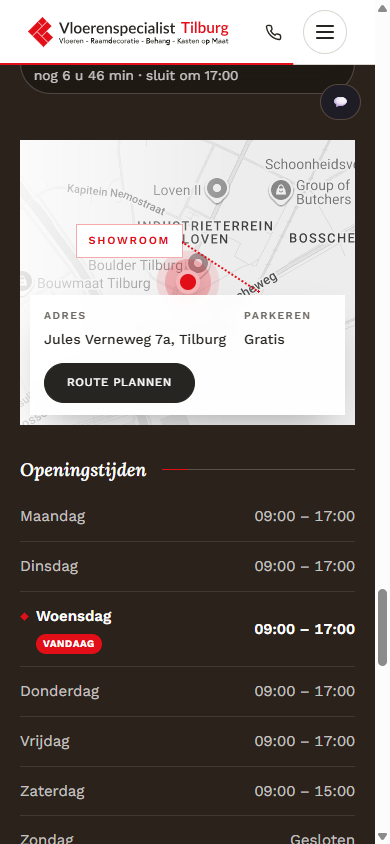 Vloerenspecialist Tilburg
Vloeren - Raamdecoratie - Behang - Kasten op Maat
nog 6 u 46 min · sluit om 17:00
Schoonheidsve
Kapitein Nemostraat
Loven II
Group of
Butchers
INDUSTRIETERREIN
LOVEN
BOSSCHE
SHOWROOM
Boulder Tilburg
Bouwmaat Tilburg
heweg
ADRES
PARKEREN
Jules Verneweg 7a, Tilburg
Gratis
ROUTE PLANNEN
Openingstijden
Maandag 09:00 – 17:00
Dinsdag 09:00 – 17:00
Woensdag
VANDAAG
09:00 – 17:00
Donderdag 09:00 – 17:00
Vrijdag 09:00 – 17:00
Zaterdag 09:00 – 15:00
Zondag Gesloten